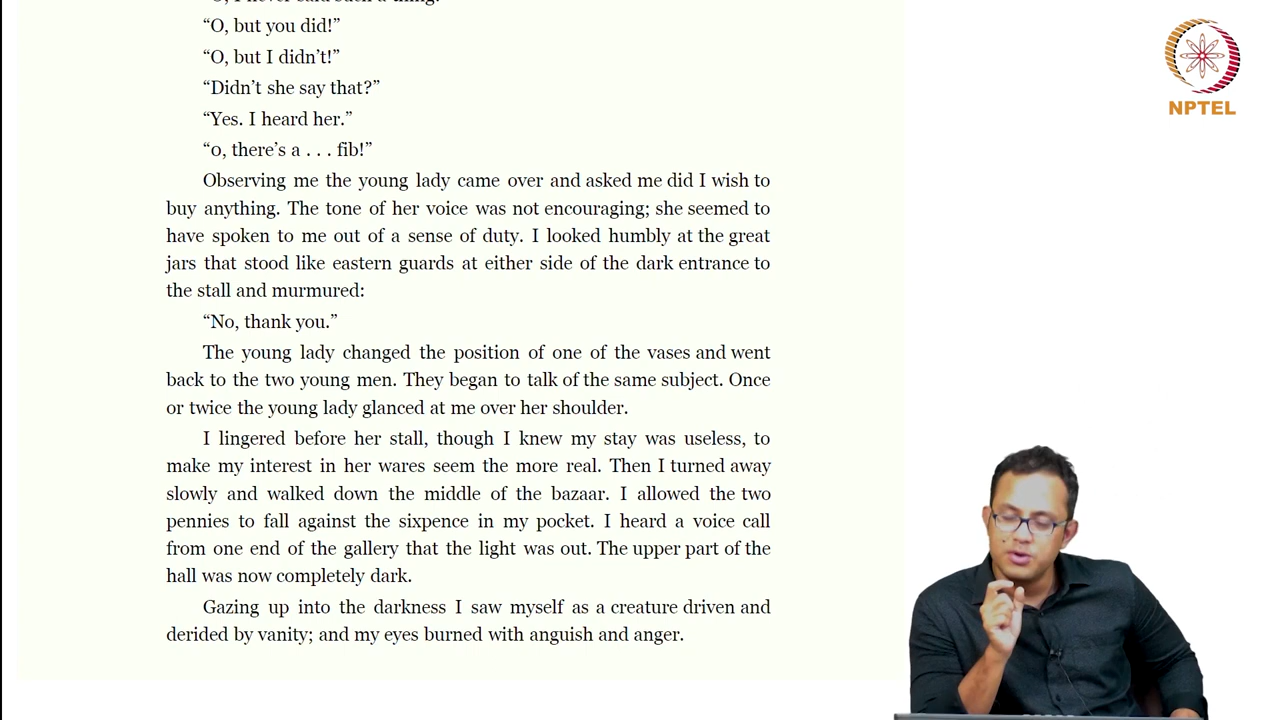 “O, but you did!”
“O, but I didn’t!”
“Didn’t she say that?”
“Yes. I heard her.”
“0, there’s a . . . fib!”
Observing me the young lady came over and asked me did I wish to
buy anything. The tone of her voice was not encouraging; she seemed to
have spoken to me out of a sense of duty. I looked humbly at the great
jars that stood like eastern guards at either side of the dark entrance to
the stall and murmured:
“No, thank you.”
The young lady changed the position of one of the vases and went
back to the two young men. They began to talk of the same subject. Once
or twice the young lady glanced at me over her shoulder.
I lingered before her stall, though I knew my stay was useless, to
make my interest in her wares seem the more real. Then I turned away
slowly and walked down the middle of the bazaar. I allowed the two
pennies to fall against the sixpence in my pocket. I heard a voice call
from one end of the gallery that the light was out. The upper part of the
hall was now completely dark.
Gazing up into the darkness I saw myself as a creature driven and
derided by vanity; and my eyes burned with anguish and anger.
NPTEL